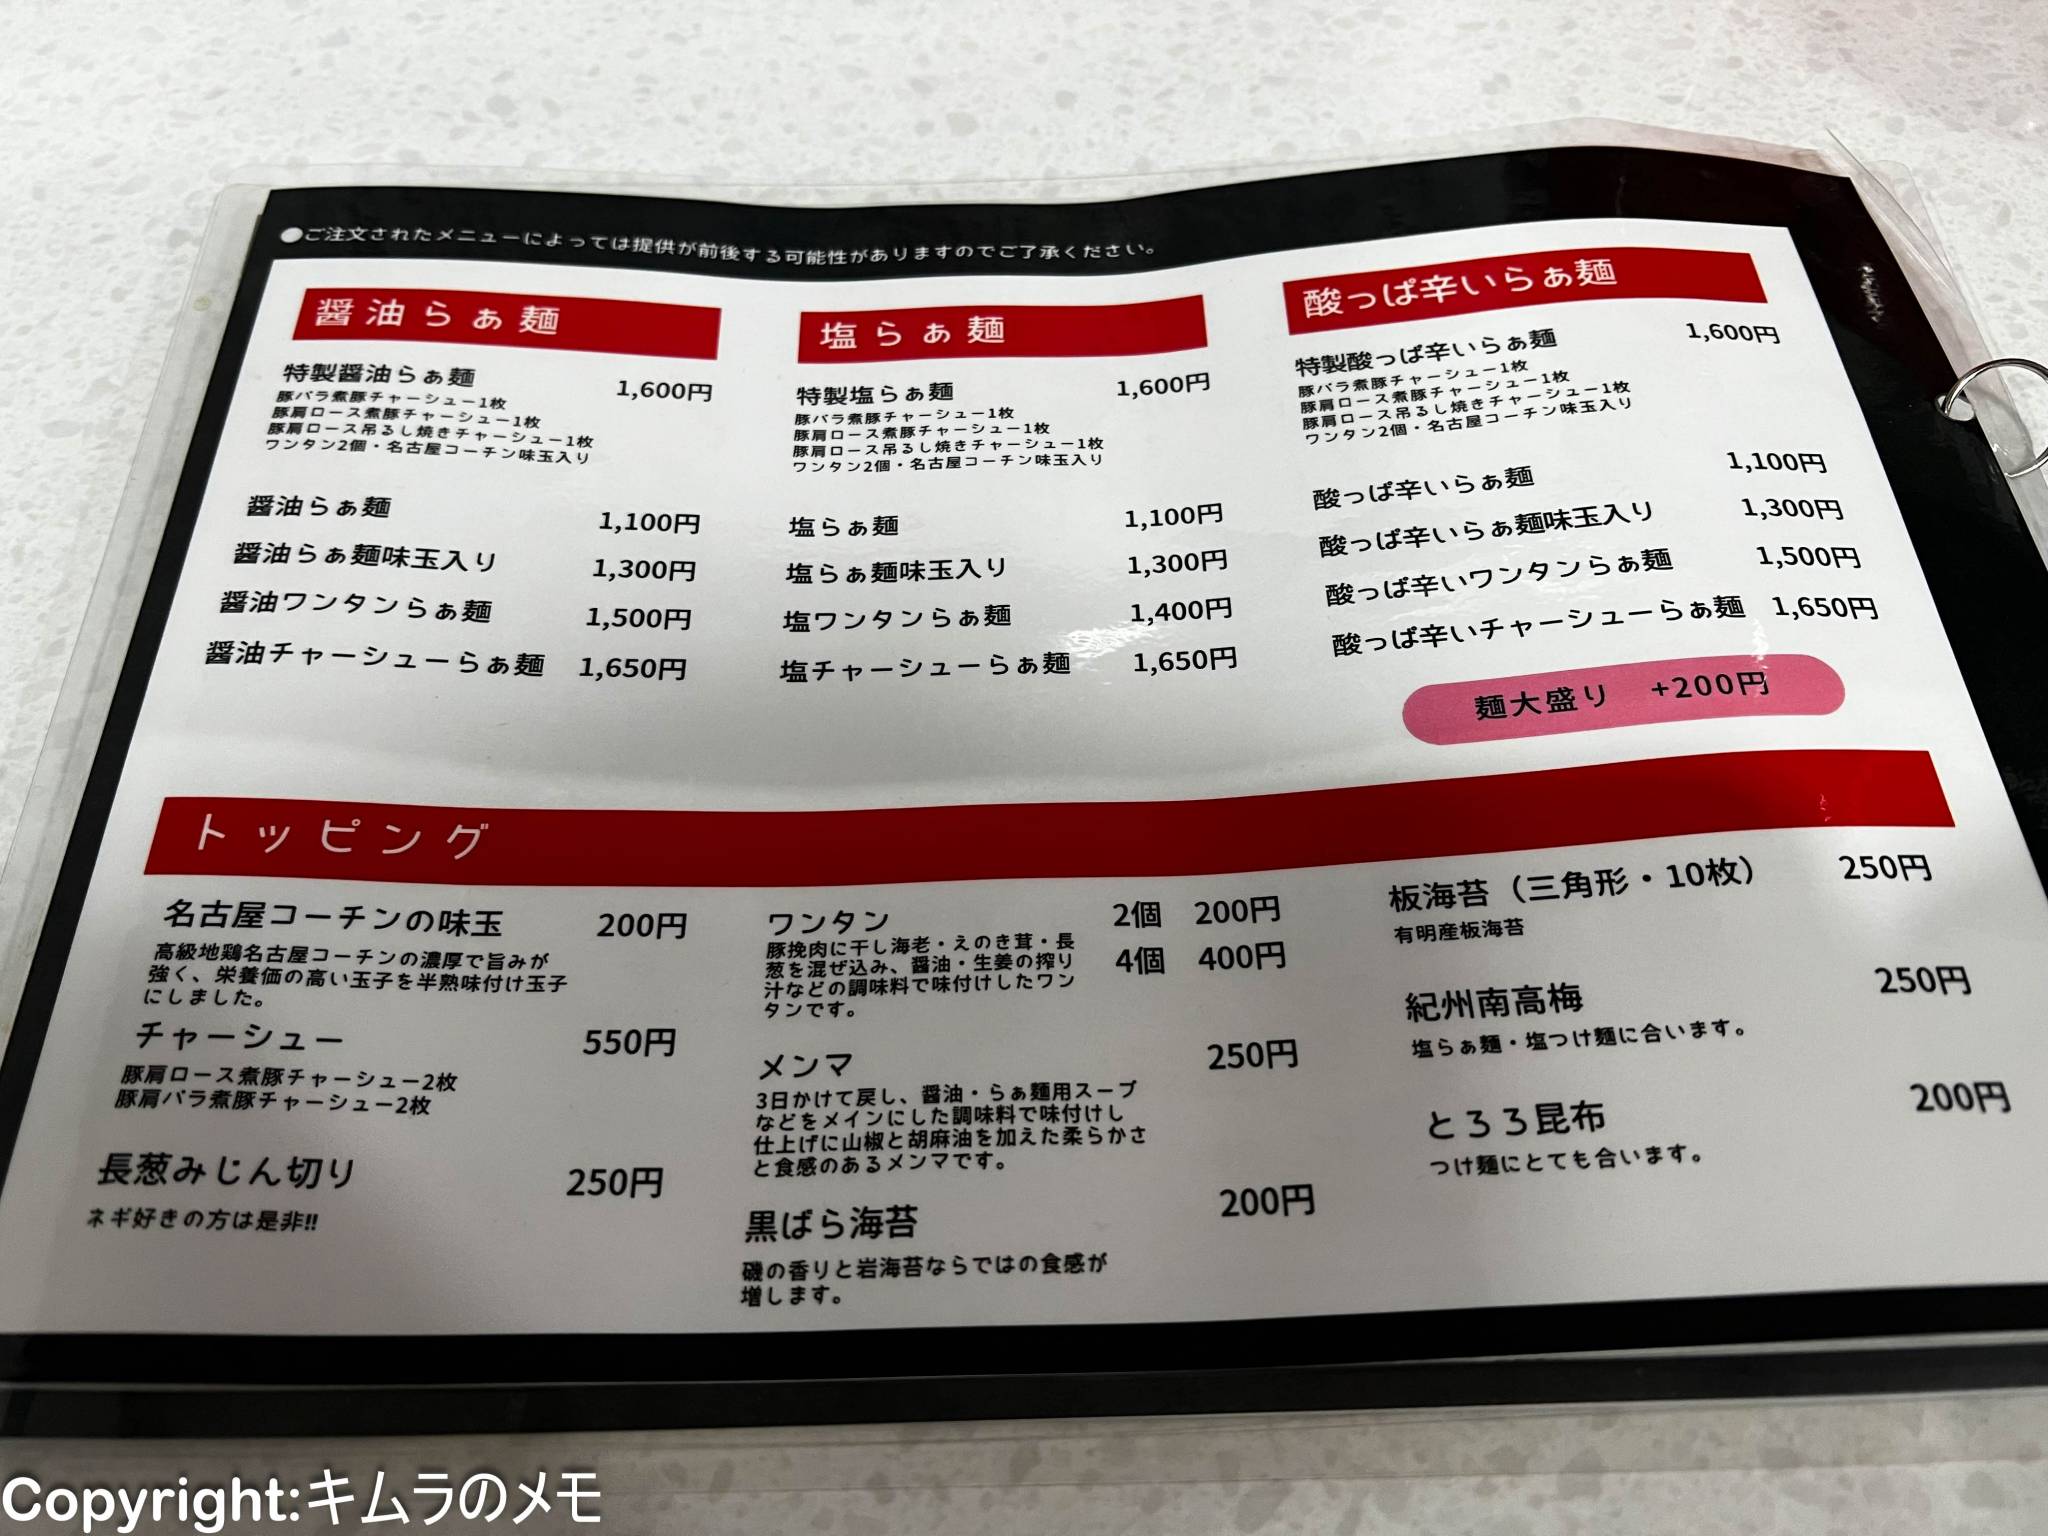 ●ご注文されたメニューによっては提供が前後する可能性がありますのでご了承ください。
醤油らぁ麺
特製醤油らぁ麺 1,600円
豚バラ煮豚チャーシュー1枚
豚肩ロース煮豚チャーシュー1枚
豚肩ロース吊るし焼きチャーシュー1枚
ワンタン2個・名古屋コーチン味玉入り
醤油らぁ麺 1,100円
醤油らぁ麺味玉入り 1,300円
醤油ワンタンらぁ麺 1,500円
醤油チャーシューらぁ麺 1,650円
塩らぁ麺
特製塩らぁ麺 1,600円
豚バラ煮豚チャーシュー1枚
豚肩ロース煮豚チャーシュー1枚
豚肩ロース吊るし焼きチャーシュー1枚
ワンタン2個・名古屋コーチン味玉入り
塩らぁ麺 1,100円
塩らぁ麺味玉入り 1,300円
塩ワンタンらぁ麺 1,400円
塩チャーシューらぁ麺 1,650円
酸っぱ辛いらぁ麺
特製酸っぱ辛いらぁ麺 1,600円
豚バラ煮豚チャーシュー1枚
豚肩ロース煮豚チャーシュー1枚
豚肩ロース吊るし焼きチャーシュー1枚
ワンタン2個・名古屋コーチン味玉入り
酸っぱ辛いらぁ麺 1,100円
酸っぱ辛いらぁ麺味玉入り 1,300円
酸っぱ辛いワンタンらぁ麺 1,500円
酸っぱ辛いチャーシューらぁ麺 1,650円
麺大盛り +200円
トッピング
名古屋コーチンの味玉 200円
高級地鶏名古屋コーチンの濃厚で旨みが
強く、栄養価の高い玉子を半熟味付け玉子
にしました。
チャーシュー 550円
豚肩ロース煮豚チャーシュー2枚
豚肩バラ煮豚チャーシュー2枚
長葱みじん切り 250円
ネギ好きの方は是非!!
ワンタン 2個 200円
4個 400円
豚挽肉に干し海老・えのき茸・長
葱を混ぜ込み、醤油・生姜の搾り
汁などの調味料で味付けしたワン
タンです。
メンマ 250円
3日かけて戻し、醤油・らぁ麺用スープ
などをメインにした調味料で味付けし
仕上げに山椒と胡麻油を加えた柔らかさ
と食感のあるメンマです。
黒ばら海苔 200円
磯の香りと岩海苔ならではの食感が
増します。
板海苔（三角形・10枚） 250円
有明産板海苔
紀州南高梅 250円
塩らぁ麺・塩つけ麺に合います。
とろろ昆布 200円
つけ麺にとても合います。
Copyright:キムラのメモ